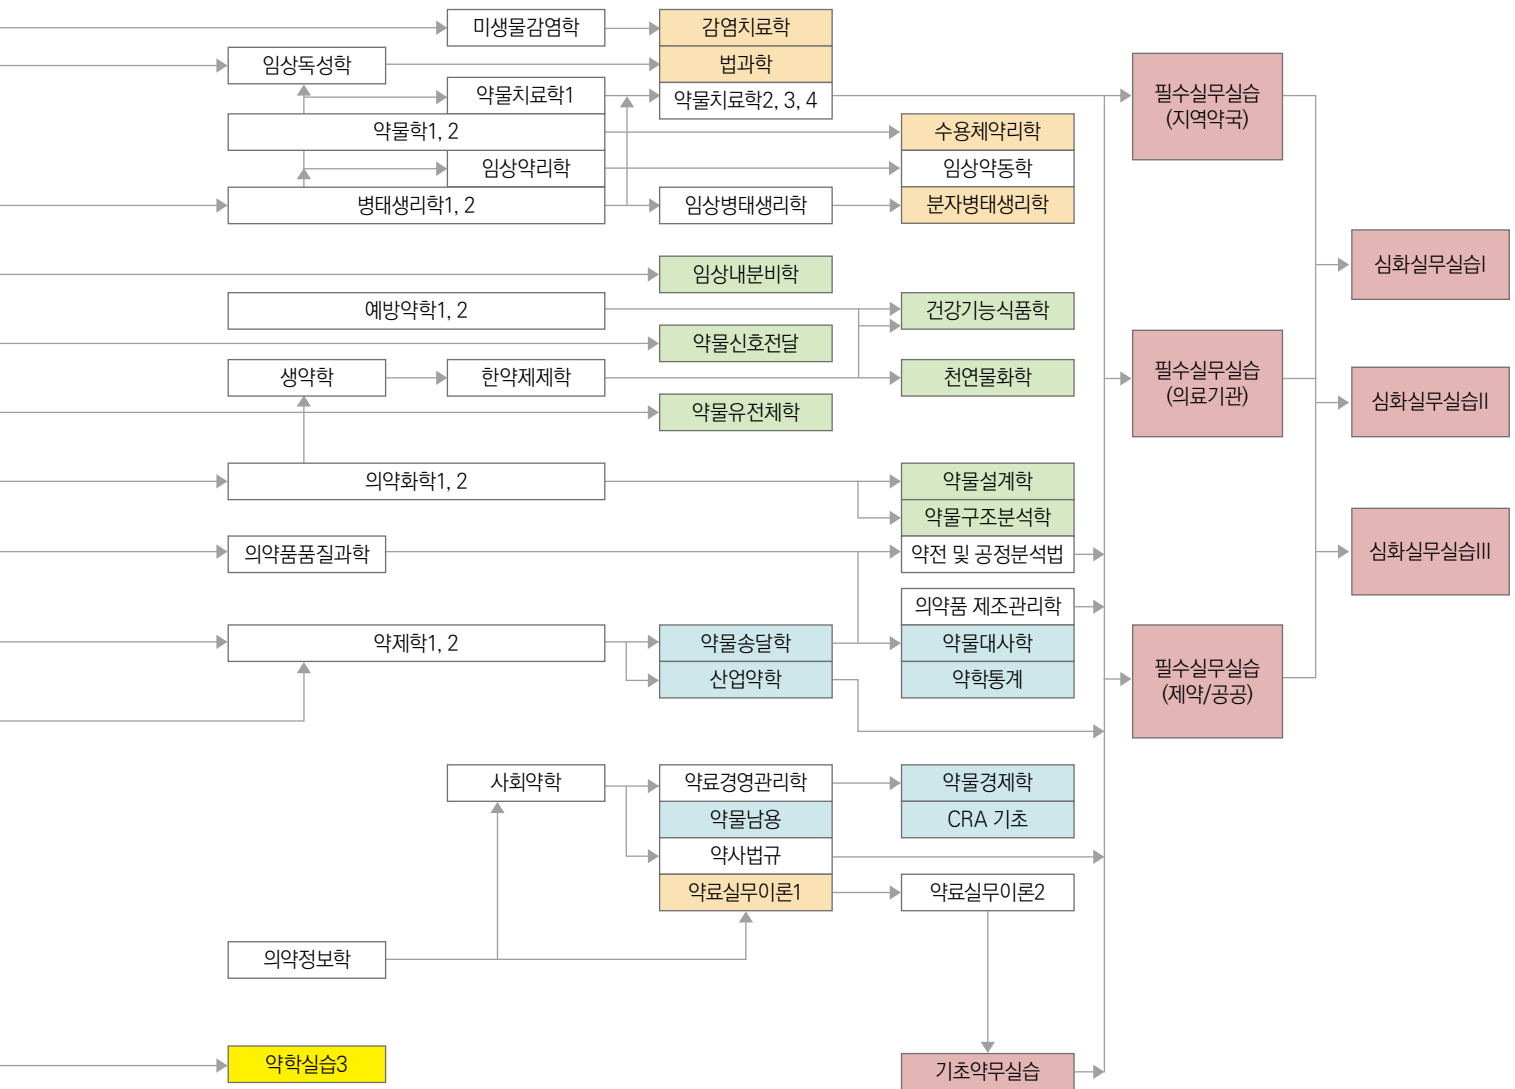 미생물감염학
감염치료학
임상독성학
법과학
약물치료학1
약물치료학2, 3, 4
필수실무실습
(지역약국)
약물학1, 2
수용체약리학
임상약리학
임상약동학
병태생리학1, 2
임상병태생리학
분자병태생리학
심화실무실습I
임상내분비학
예방약학1, 2
건강기능식품학
약물신호전달
필수실무실습
(의료기관)
생약학
한약제제학
천연물화학
심화실무실습II
약물유전체학
의약화학1, 2
약물설계학
약물구조분석학
의약품품질과학
약전 및 공정분석법
심화실무실습III
의약품 제조관리학
약제학1, 2
약물송달학
약물대사학
필수실무실습
(제약/공공)
산업약학
약학통계
사회약학
약료경영관리학
약물경제학
약물남용
CRA 기초
약사법규
약료실무이론1
약료실무이론2
의약정보학
약학실습3
기초약무실습